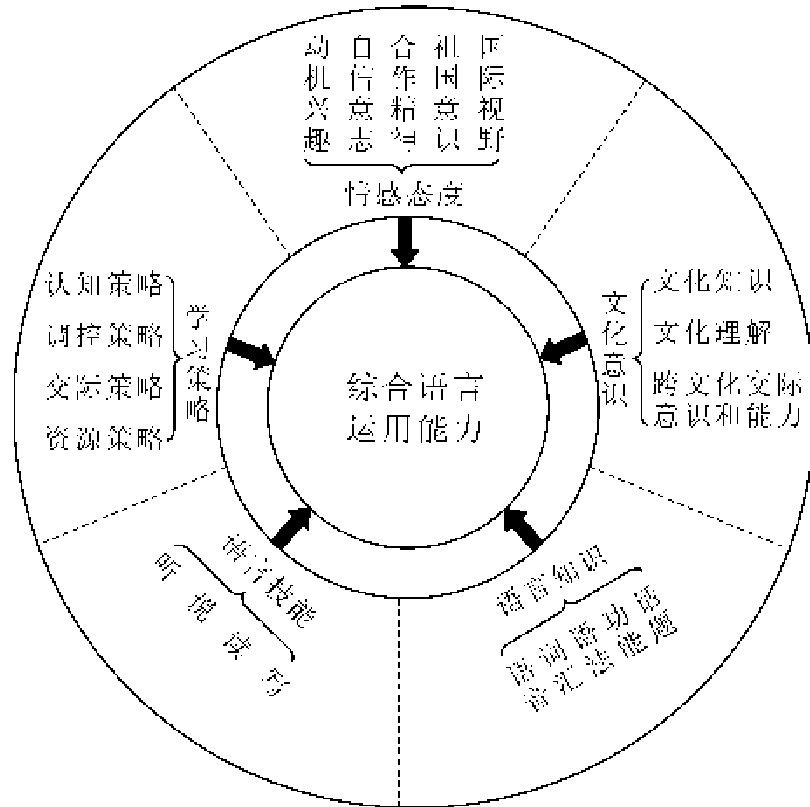 动机兴趣
自信意志
合作精神
祖国意识
国际视野
情感态度
认知策略
调控策略
交际策略
资源策略
学习策略
文化意识
文化知识
文化理解
跨文化交际
意识和能力
综合语言
运用能力
语言技能
听 说 读 写
语言知识
语音
词汇
语法
功能
话题